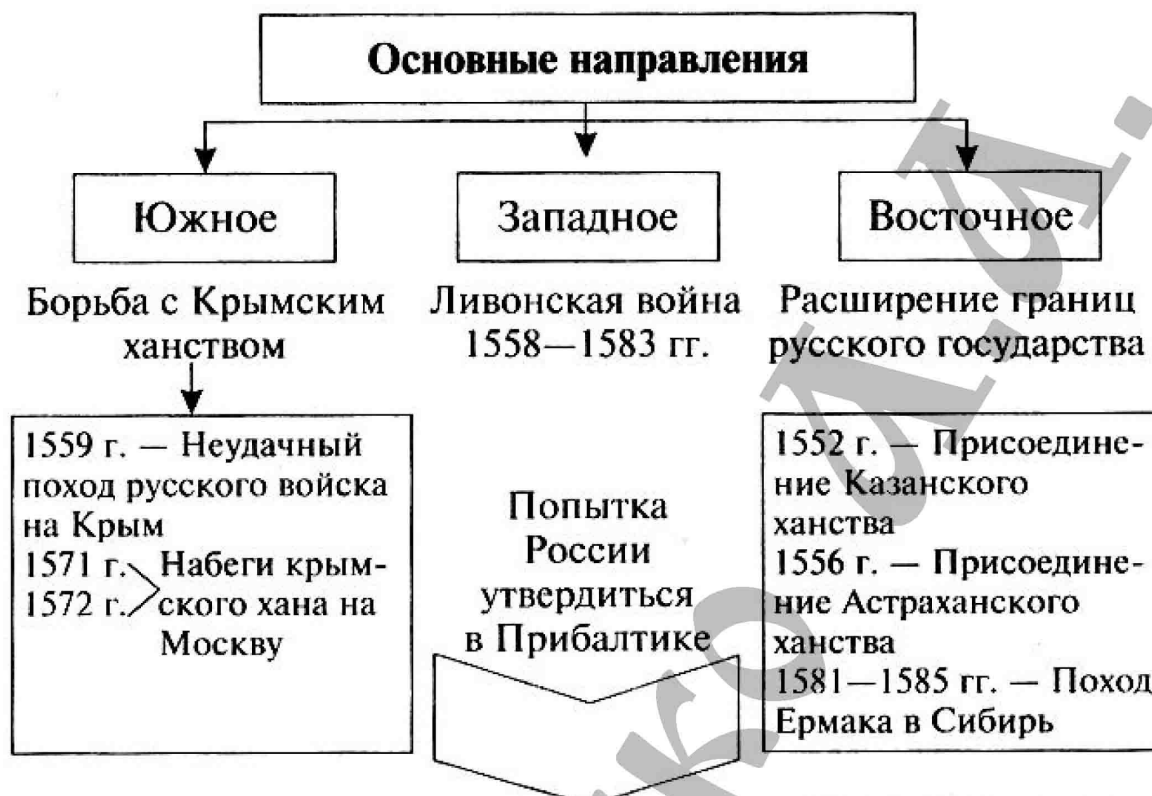 Основные направления
Южное
Борьба с Крымским
ханством
1559 г. — Неудачный
поход русского войска
на Крым
1571 г. Набеги крым-
1572 г. ского хана на
Москву
Западное
Ливонская война
1558—1583 гг.
Попытка
России
утвердиться
в Прибалтике
Восточное
Расширение границ
русского государства
1552 г. — Присоедине-
ние Казанского
ханства
1556 г. — Присоедине-
ние Астраханского
ханства
1581—1585 гг. — Поход
Ермака в Сибирь